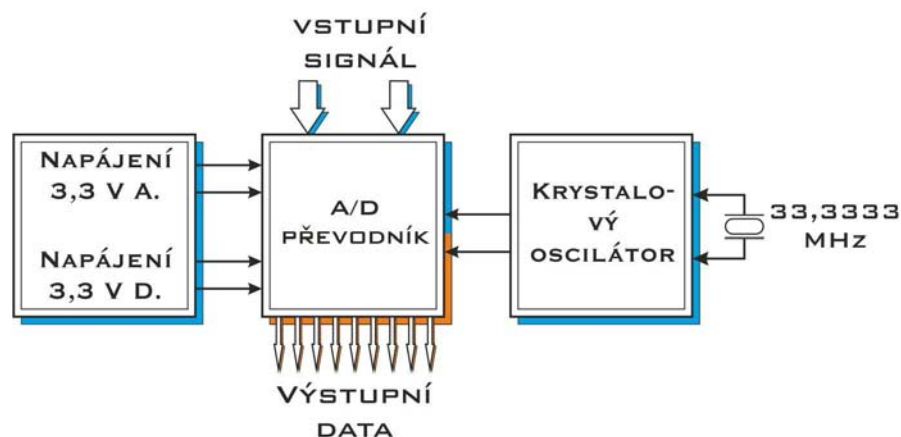 VSTUPNÍ
SIGNÁL
NAPÁJENÍ
3,3 V A.
NAPÁJENÍ
3,3 V D.
A/D
PŘEVODNÍK
KRYSTALO-
VÝ
OSCILÁTOR
33,3333
MHZ
VÝSTUPNÍ
DATA